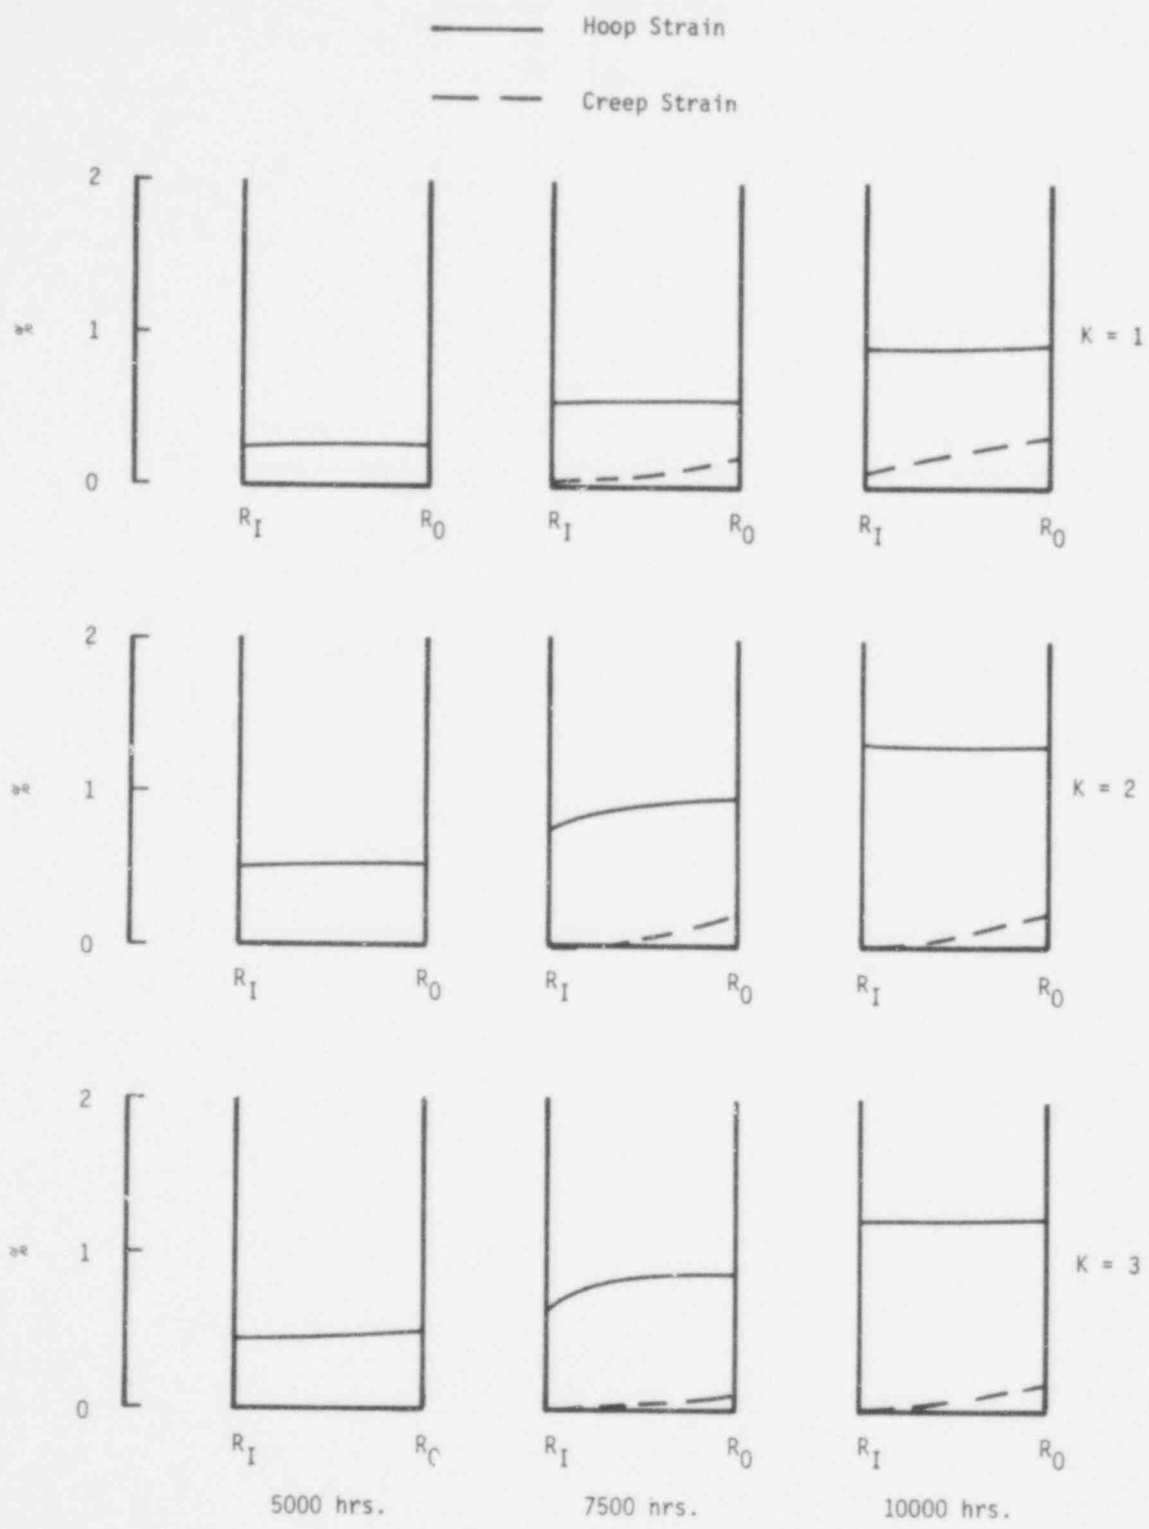 Hoop Strain
Creep Strain
2
%
1
K = 1
0
R_I R_O R_I R_O R_I R_O
2
%
1
K = 2
0
R_I R_O R_I R_O R_I R_O
2
%
1
K = 3
0
R_I R_O R_I R_O R_I R_O
5000 hrs. 7500 hrs. 10000 hrs.